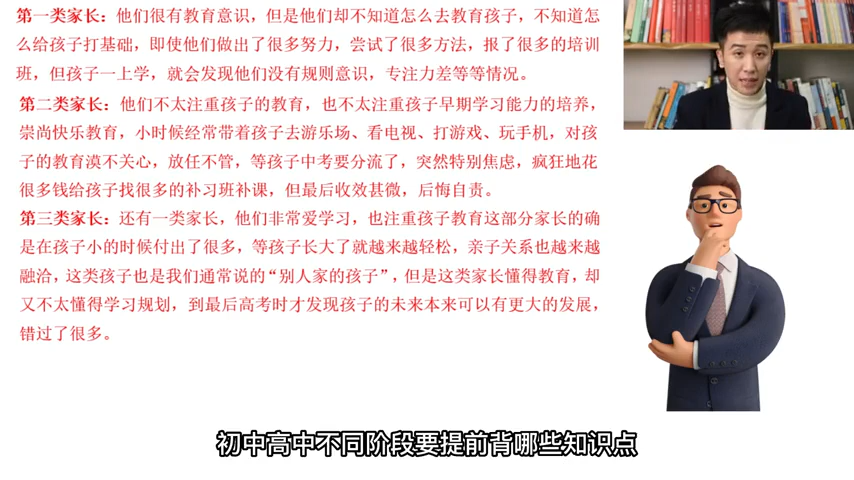 第一类家长：他们很有教育意识，但是他们却不知道怎么去教育孩子，不知道怎
么给孩子打基础，即使他们做出了很多努力，尝试了很多方法，报了很多的培训
班，但孩子一上学，就会发现他们没有规则意识，专注力差等等情况。
第二类家长：他们不太注重孩子的教育，也不太注重孩子早期学习能力的培养，
崇尚快乐教育，小时候经常带着孩子去游乐场、看电视、打游戏、玩手机，对孩
子的教育漠不关心，放任不管，等孩子中考要分流了，突然特别焦虑，疯狂地花
很多钱给孩子找很多的补习班补课，但最后收效甚微，后悔自责。
第三类家长：还有一类家长，他们非常爱学习，也注重孩子教育这部分家长的确
是在孩子小的时候付出了很多，等孩子长大了就越来越轻松，亲子关系也越来越
融洽，这类孩子也是我们通常说的“别人家的孩子”，但是这类家长懂得教育，却
又不太懂得学习规划，到最后高考时才发现孩子的未来本来可以有更大的发展，
错过了很多。
初中高中不同阶段要提前背哪些知识点